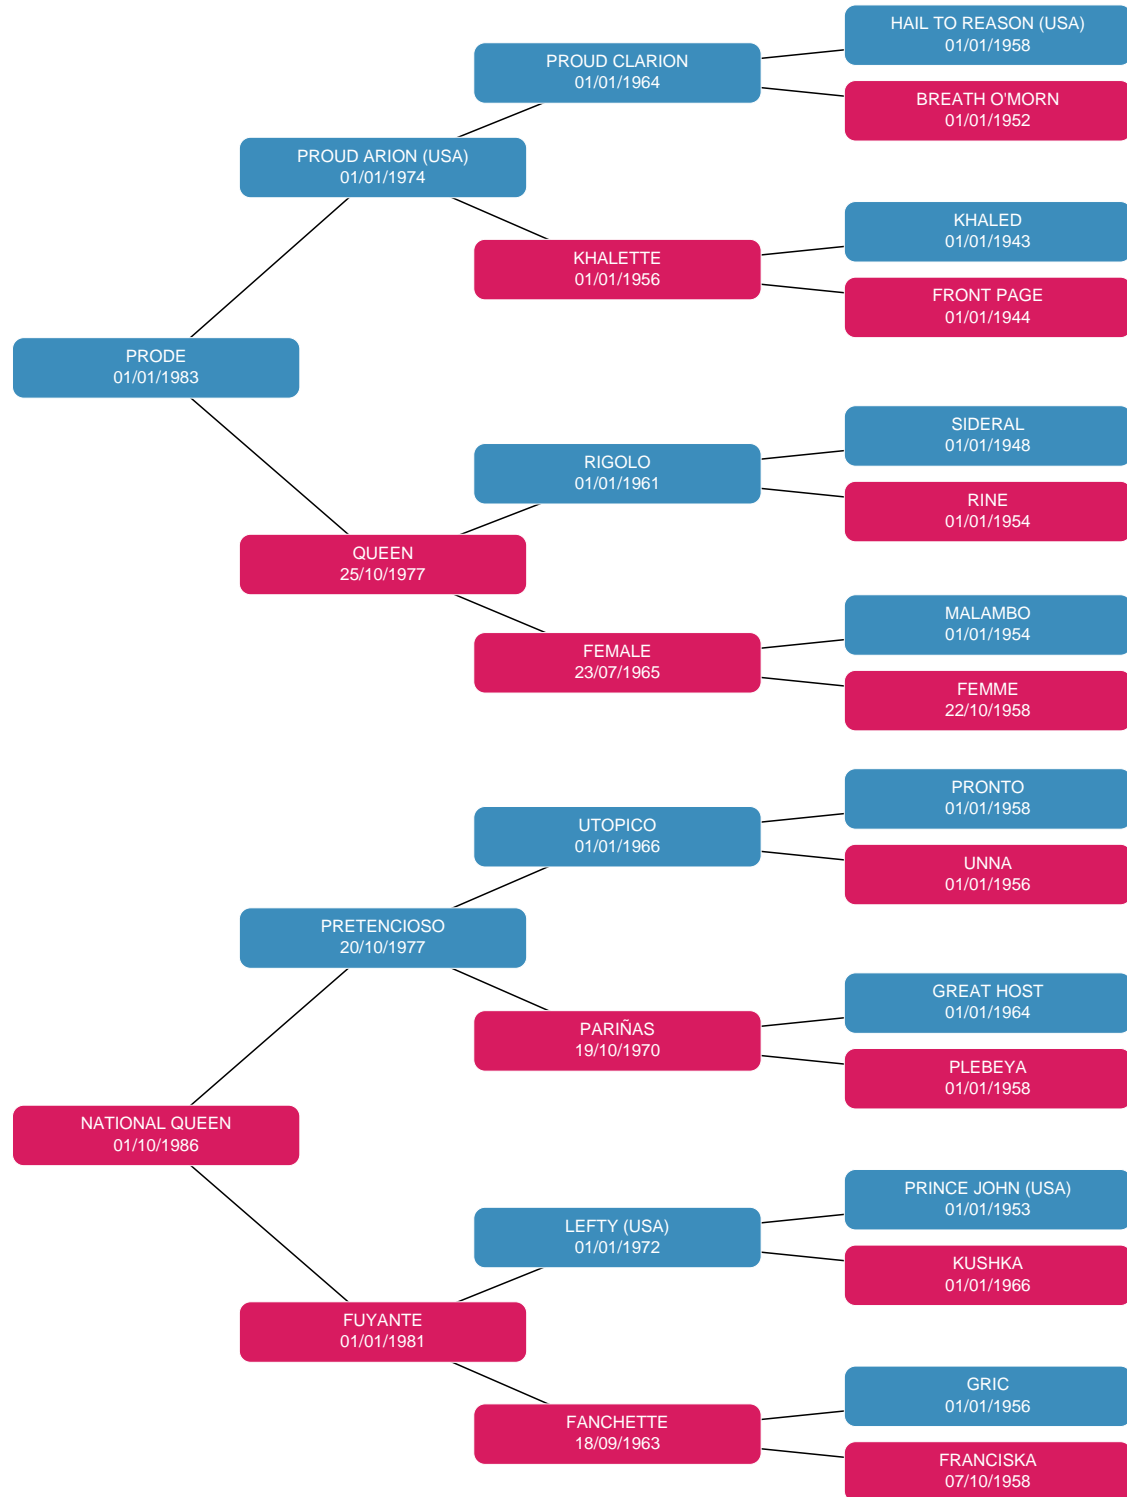 HAIL TO REASON (USA)
01/01/1958
PROUD CLARION
01/01/1964
BREATH O'MORN
01/01/1952
PROUD ARION (USA)
01/01/1974
KHALED
01/01/1943
KHALETTE
01/01/1956
FRONT PAGE
01/01/1944
PRODE
01/01/1983
SIDERAL
01/01/1948
RIGOLO
01/01/1961
RINE
01/01/1954
QUEEN
25/10/1977
MALAMBO
01/01/1954
FEMALE
23/07/1965
FEMME
22/10/1958
PRONTO
01/01/1958
UTOPICO
01/01/1966
UNNA
01/01/1956
PRETENCIOSO
20/10/1977
GREAT HOST
01/01/1964
PARIÑAS
19/10/1970
PLEBEYA
01/01/1958
NATIONAL QUEEN
01/10/1986
PRINCE JOHN (USA)
01/01/1953
LEFTY (USA)
01/01/1972
KUSHKA
01/01/1966
FUYANTE
01/01/1981
GRIC
01/01/1956
FANCHETTE
18/09/1963
FRANCISKA
07/10/1958